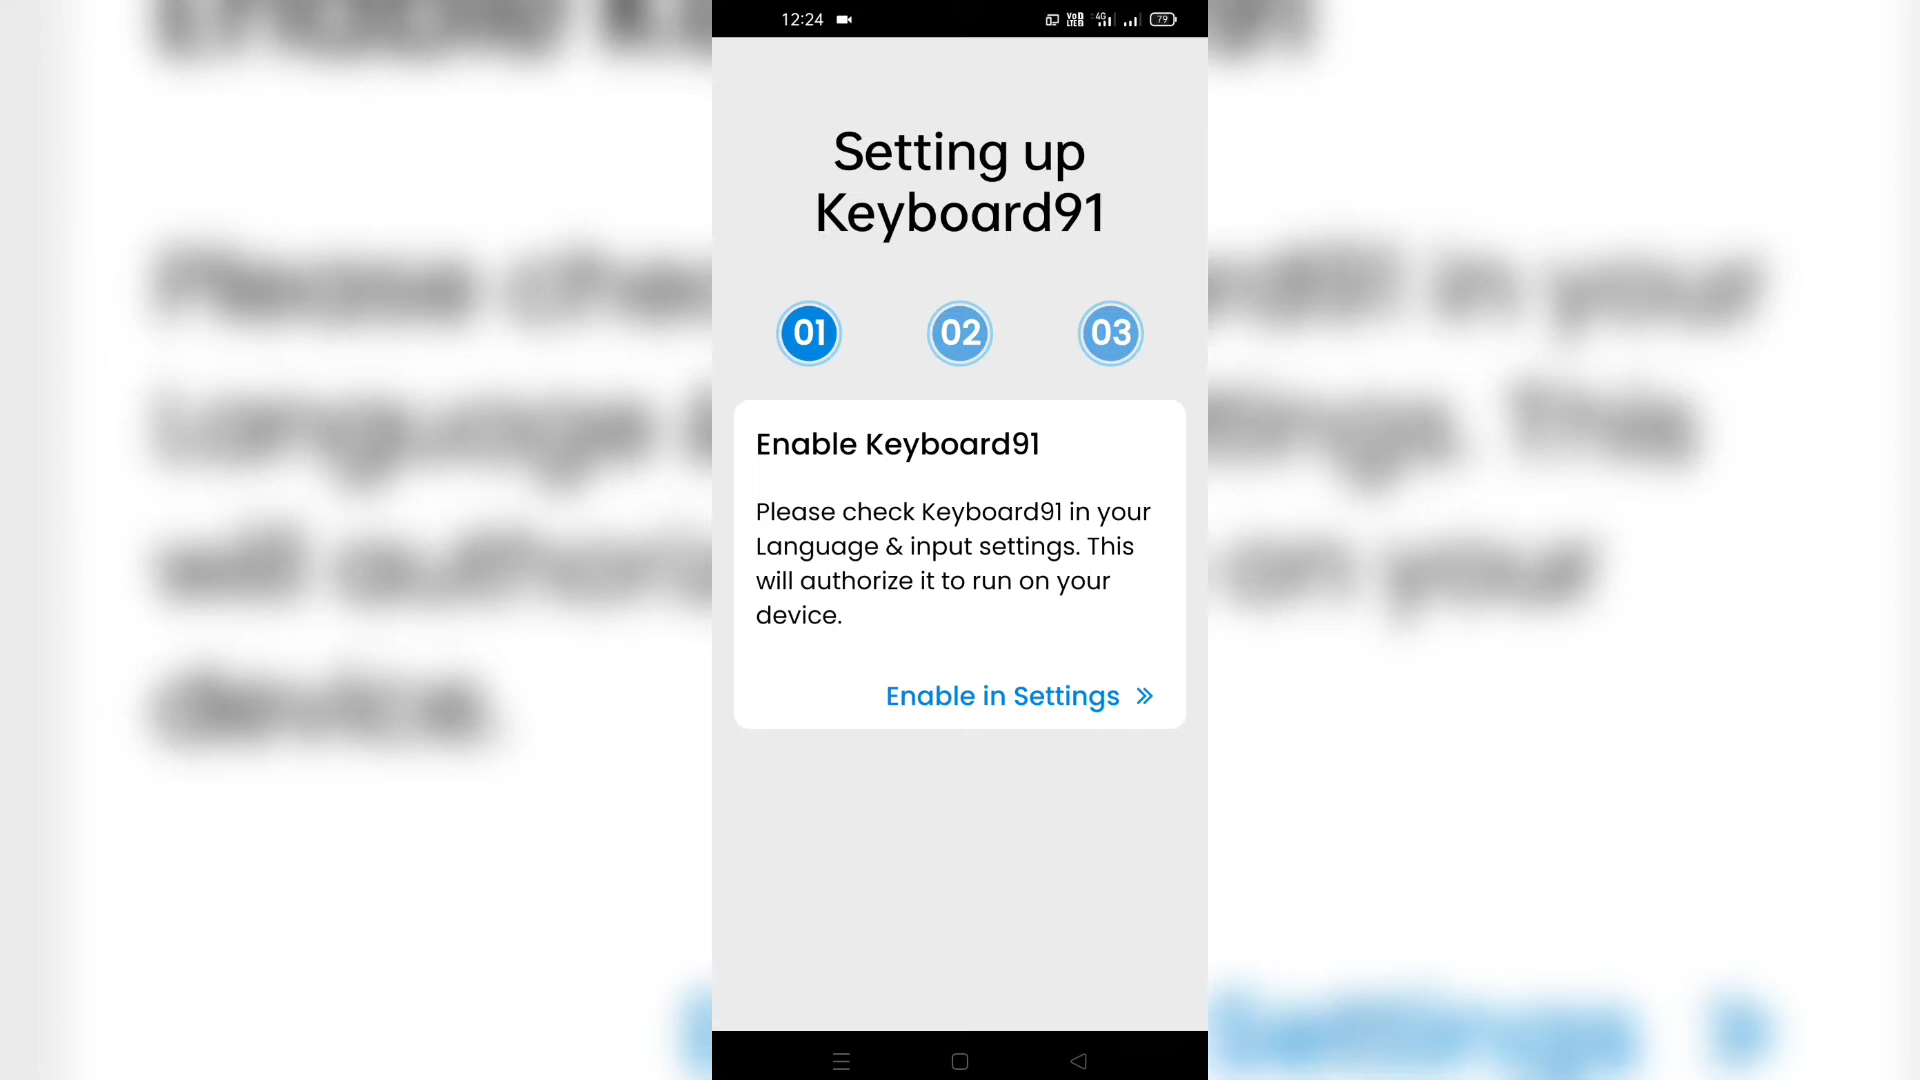 12:24 79
Setting up
Keyboard91
01 02 03
Enable Keyboard91
Please check Keyboard91 in your
Language & input settings. This
will authorize it to run on your
device.
Enable in Settings »